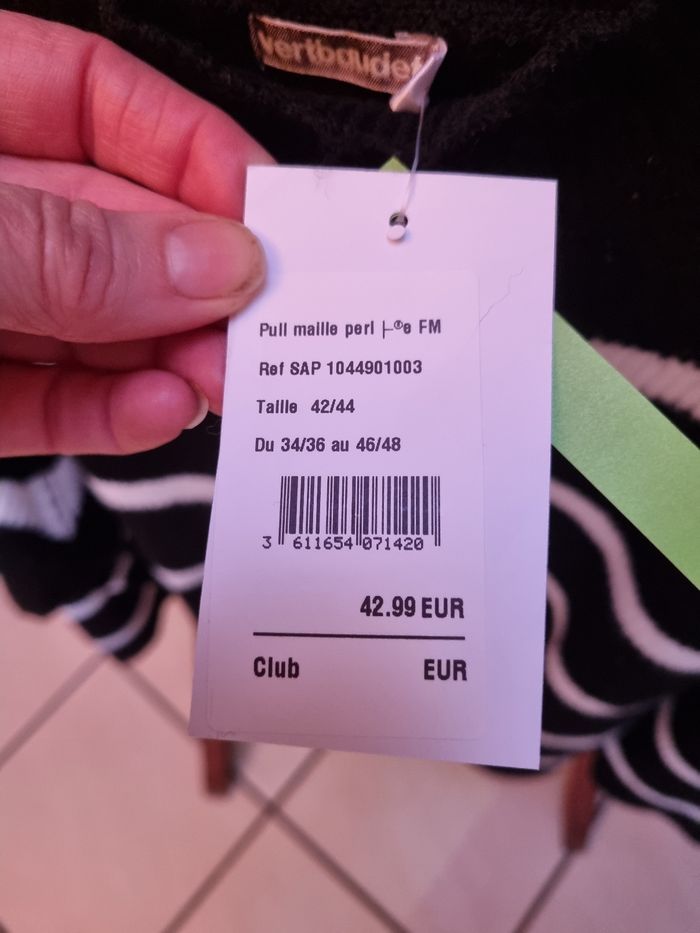 vertbaudet
Pull maille perl├®e FM
Ref SAP 1044901003
Taille 42/44
Du 34/36 au 46/48
3 611654 071420
42.99 EUR
Club EUR